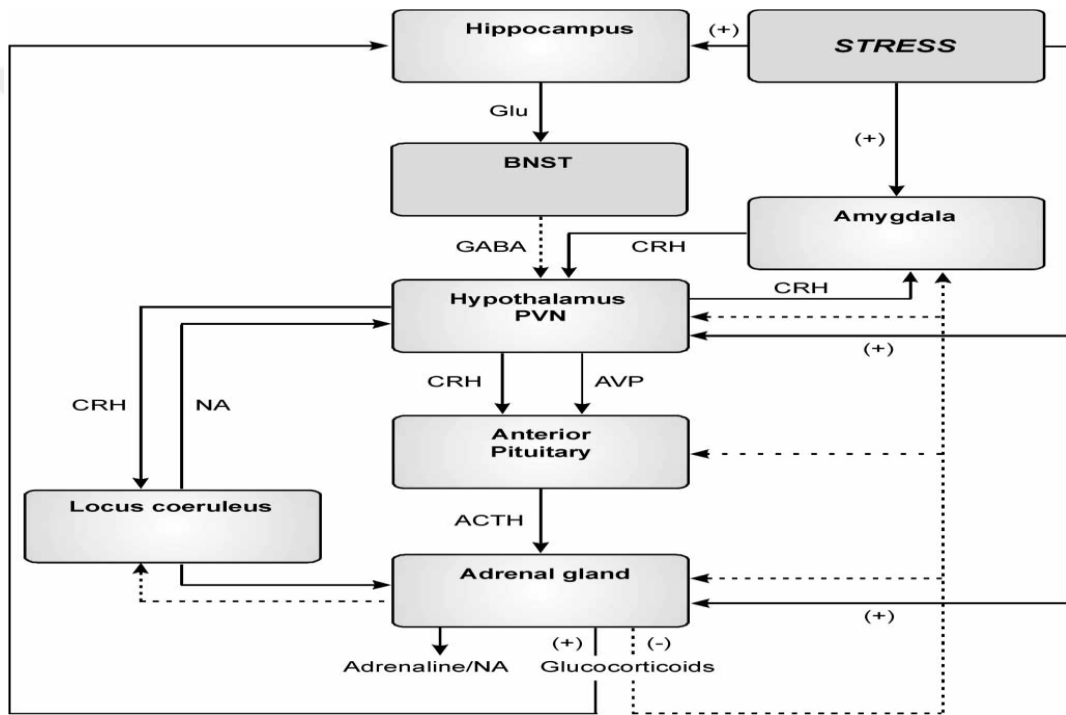 Hippocampus
(+)
STRESS
Glu
(+)
BNST
Amygdala
GABA
CRH
Hypothalamus
PVN
CRH
(+)
CRH
NA
CRH
AVP
Anterior
Pituitary
Locus coeruleus
ACTH
Adrenal gland
(+)
(+)
(-)
Adrenaline/NA
Glucocorticoids